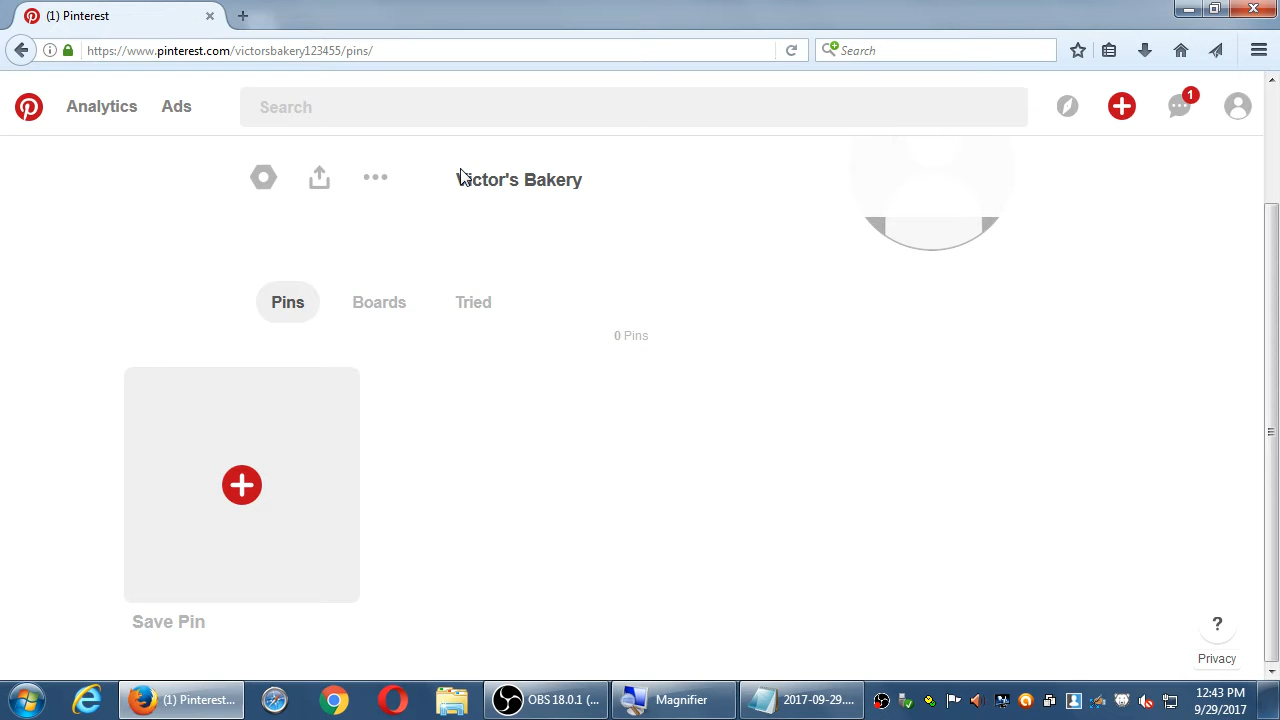 (1) Pinterest
https://www.pinterest.com/victorsbakery123455/pins/
Search
Analytics
Ads
Search
1
Victor's Bakery
Pins
Boards
Tried
0 Pins
Save Pin
?
Privacy
(1) Pinterest...
OBS 18.0.1 (...
Magnifier
2017-09-29....
12:43 PM
9/29/2017